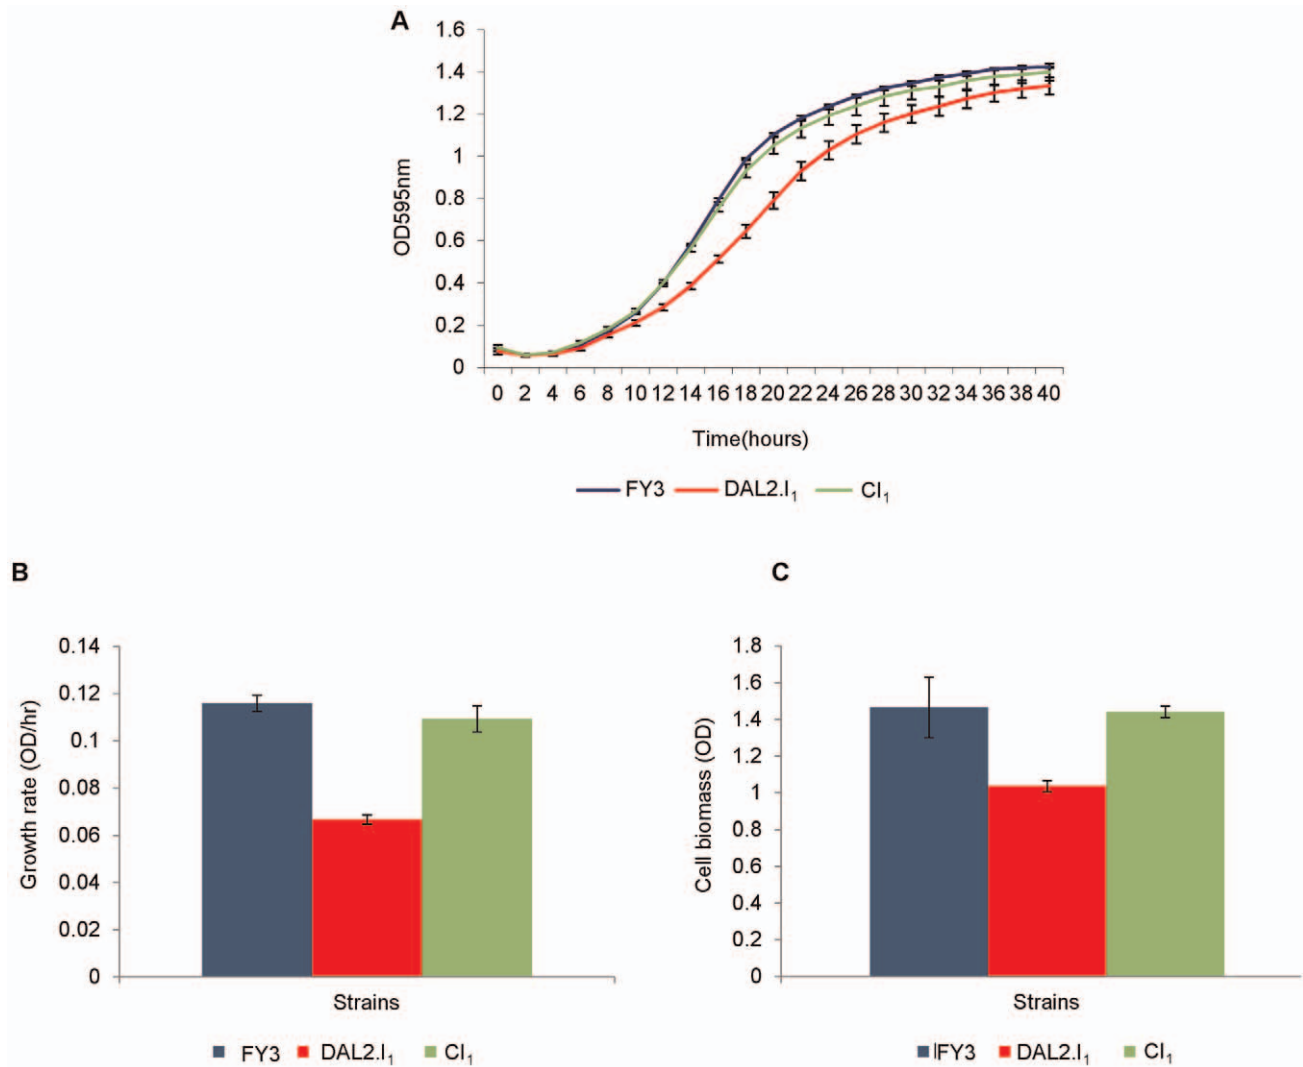 A
1.6
1.4
1.2
1
0.8
0.6
0.4
0.2
0
OD595nm
0 2 4 6 8 10 12 14 16 18 20 22 24 26 28 30 32 34 36 38 40
Time(hours)
FY3 DAL2.I₁ CI₁
B
0.14
0.12
0.1
0.08
0.06
0.04
0.02
0
Growth rate (OD/hr)
Strains
FY3 DAL2.I₁ CI₁
C
1.8
1.6
1.4
1.2
1
0.8
0.6
0.4
0.2
0
Cell biomass (OD)
Strains
IFY3 DAL2.I₁ CI₁